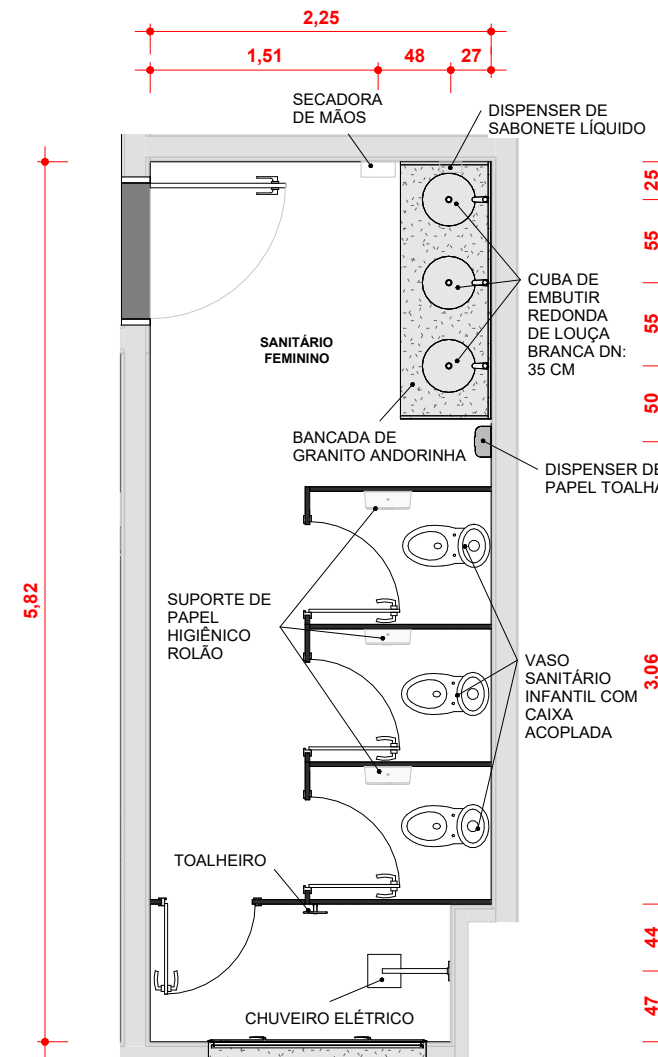 2,25
1,51
48
27
SECADORA
DE MÃOS
DISPENSER DE
SABONETE LÍQUIDO
25
55
55
50
CUBA DE
EMBUTIR
REDONDA
DE LOUÇA
BRANCA DN:
35 CM
SANITÁRIO
FEMININO
BANCADA DE
GRANITO ANDORINHA
DISPENSER DE
PAPEL TOALHA
5,82
SUPORTE DE
PAPEL
HIGIÊNICO
ROLÃO
VASO
SANITÁRIO
INFANTIL COM
CAIXA
ACOPLADA
3,06
TOALHEIRO
44
47
CHUVEIRO ELÉTRICO